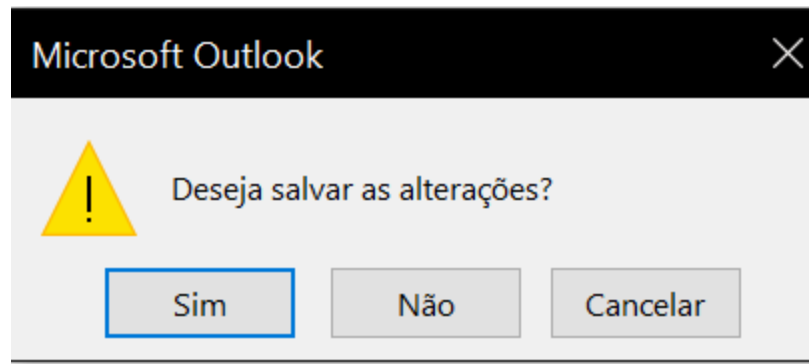 Microsoft Outlook
Deseja salvar as alterações?
Sim
Não
Cancelar